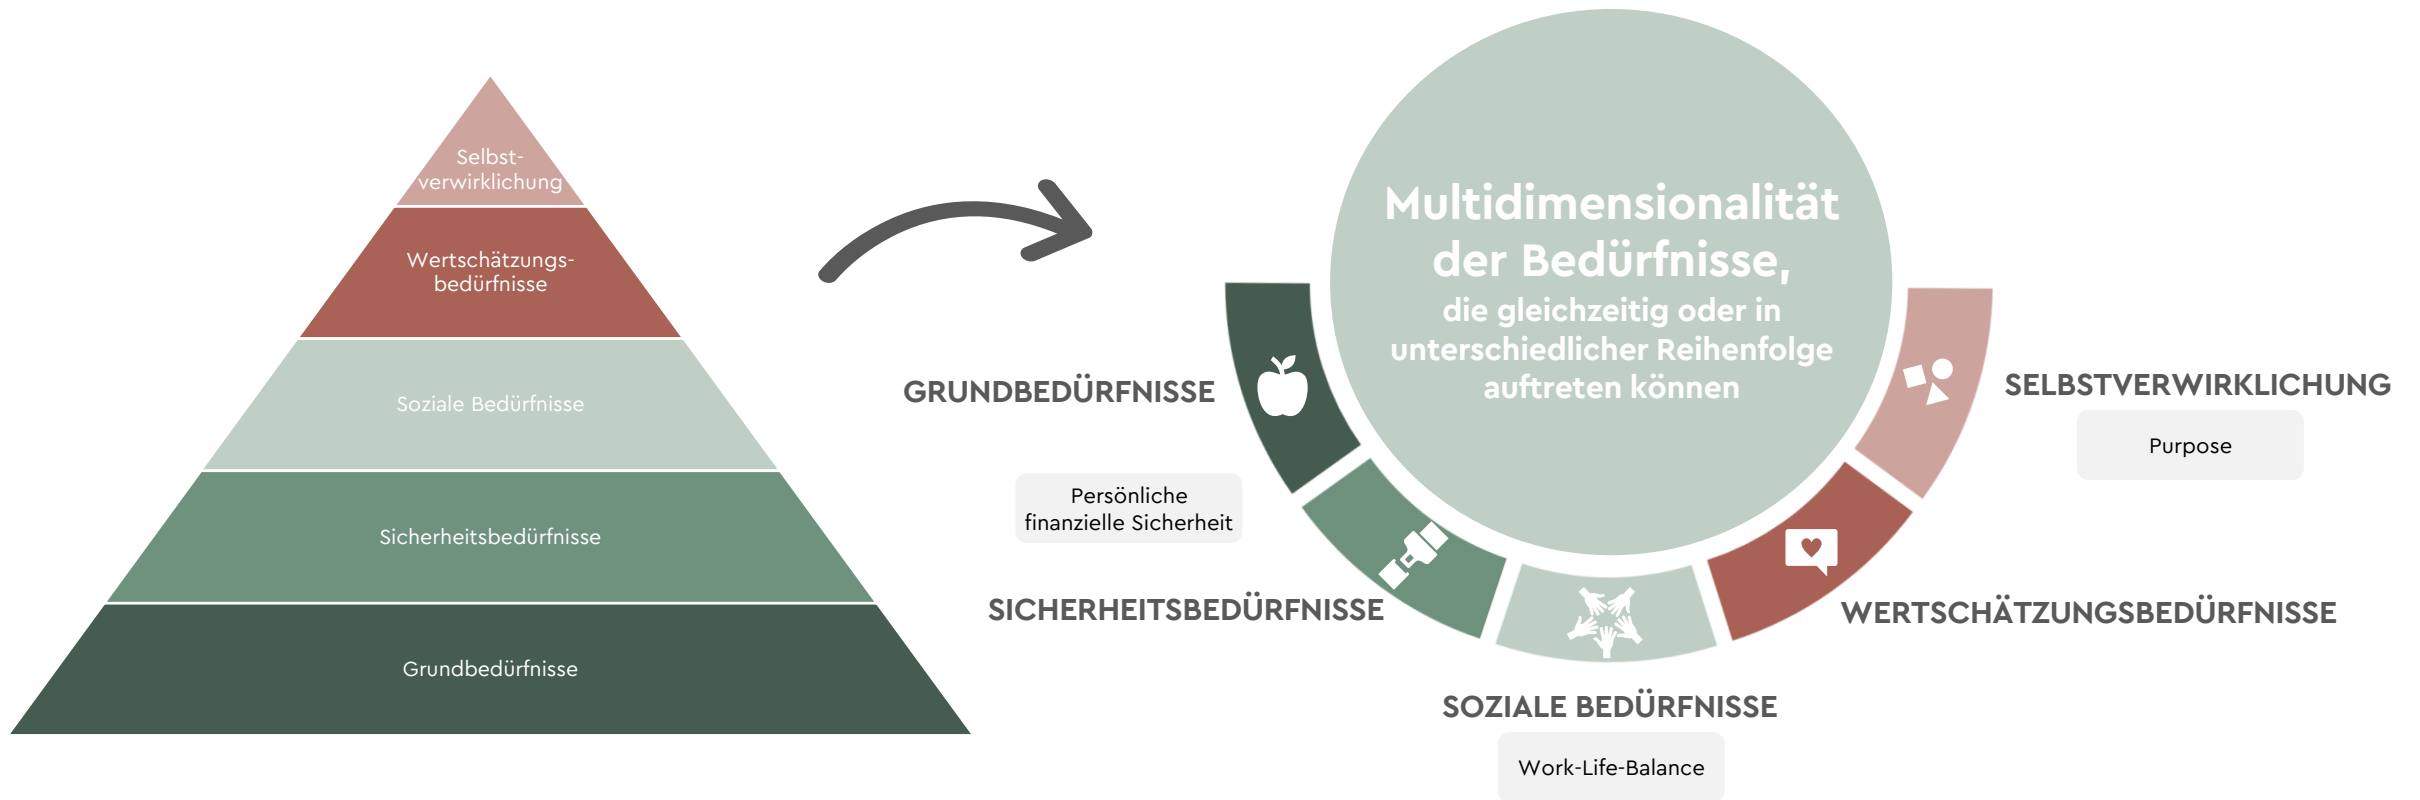 Selbst-
verwirklichung
Wertschätzungs-
bedürfnisse
Soziale Bedürfnisse
Sicherheitsbedürfnisse
Grundbedürfnisse
Multidimensionalität
der Bedürfnisse,
die gleichzeitig oder in
unterschiedlicher Reihenfolge
auftreten können
GRUNDBEDÜRFNISSE
Persönliche
finanzielle Sicherheit
SICHERHEITSBEDÜRFNISSE
SOZIALE BEDÜRFNISSE
Work-Life-Balance
WERTSCHÄTZUNGSBEDÜRFNISSE
SELBSTVERWIRKLICHUNG
Purpose